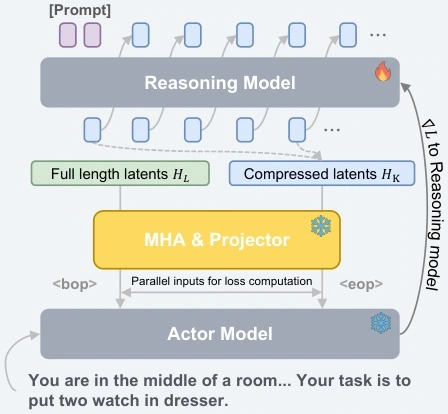 [Prompt]
...
Reasoning Model
...
Full length latents H_L
Compressed latents H_K
MHA & Projector
<bop>
Parallel inputs for loss computation
<eop>
Actor Model
∇L to Reasoning model
You are in the middle of a room... Your task is to
put two watch in dresser.